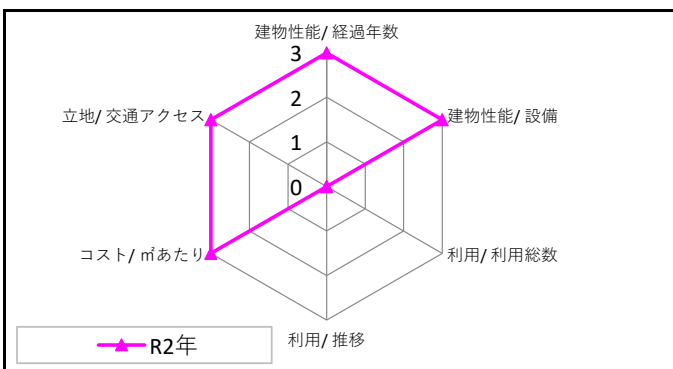 建物性能/ 経過年数
3
立地/ 交通アクセス
建物性能/ 設備
2
1
0
コスト/ ㎡あたり
利用/ 利用総数
利用/ 推移
R2年